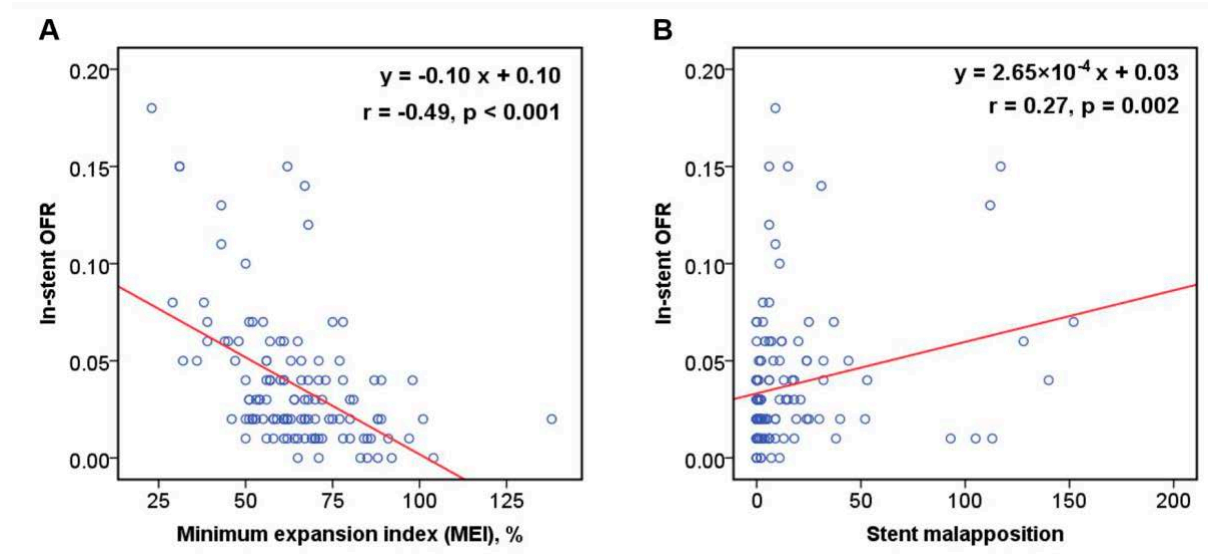 A
y = -0.10 x + 0.10
r = -0.49, p < 0.001
0.20
0.15
0.10
0.05
0.00
In-stent OFR
25 50 75 100 125
Minimum expansion index (MEI), %
B
y = 2.65×10⁻⁴ x + 0.03
r = 0.27, p = 0.002
0.20
0.15
0.10
0.05
0.00
In-stent OFR
0 50 100 150 200
Stent malapposition